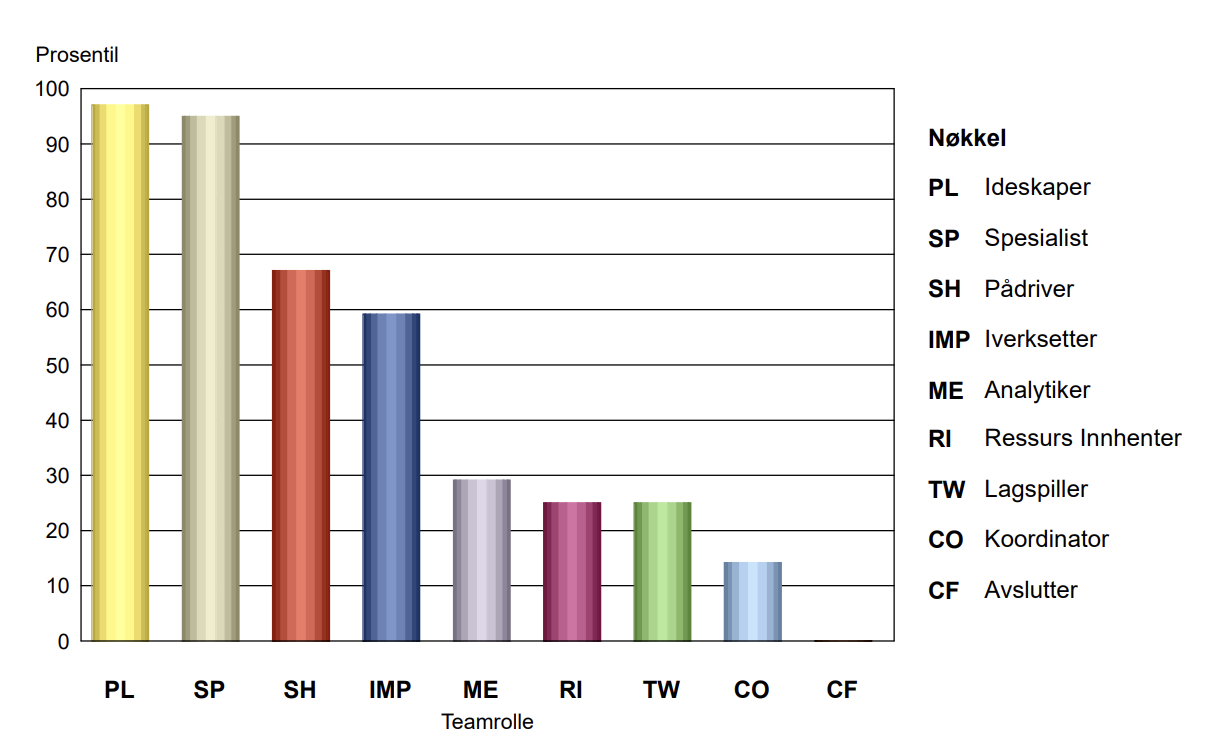 Prosentil
100
90
80
70
60
50
40
30
20
10
0
PL SP SH IMP ME RI TW CO CF
Teamrolle
Nøkkel
PL Ideskaper
SP Spesialist
SH Pådriver
IMP Iverksetter
ME Analytiker
RI Ressurs Innhenter
TW Lagspiller
CO Koordinator
CF Avslutter